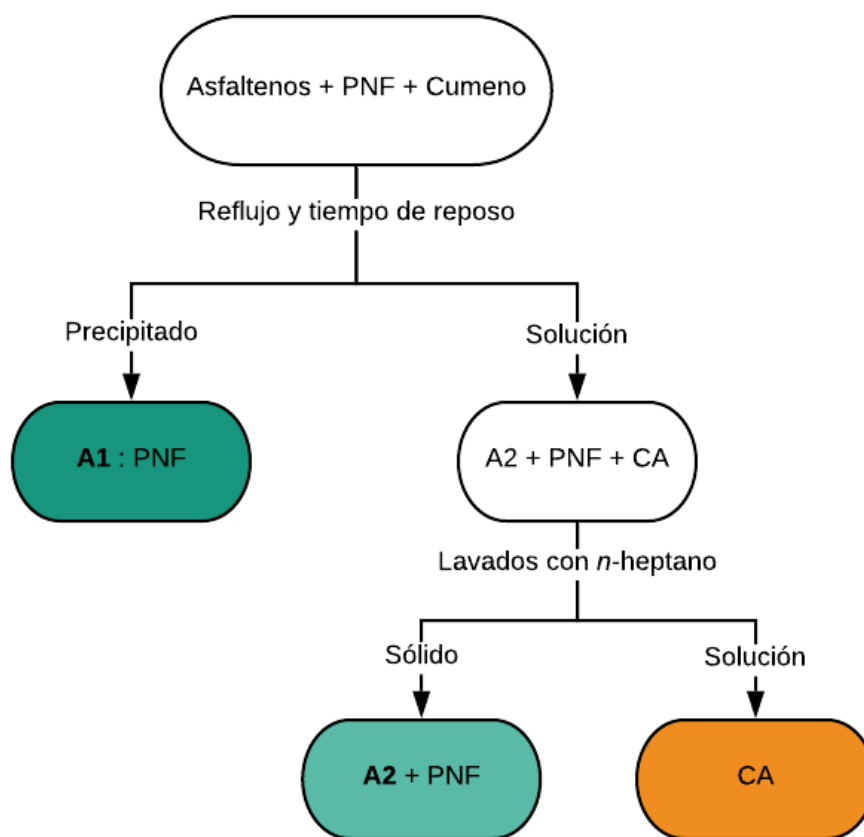 Asfaltenos + PNF + Cumeno
Reflujo y tiempo de reposo
Precipitado
Solución
A1 : PNF
A2 + PNF + CA
Lavados con n-heptano
Sólido
Solución
A2 + PNF
CA